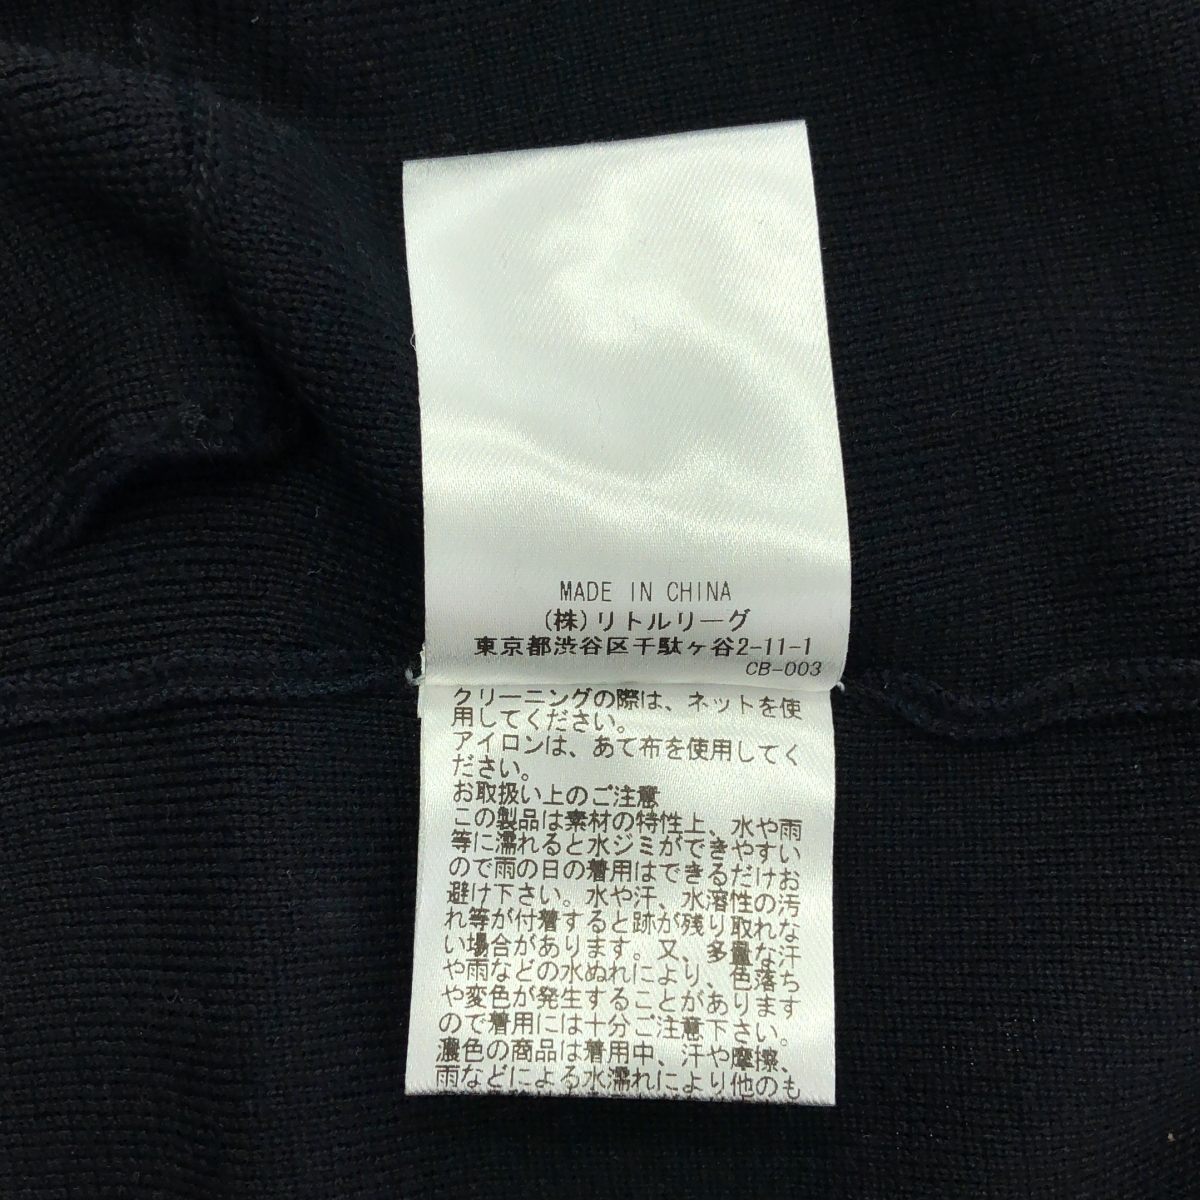 MADE IN CHINA
(株)リトルリーグ
東京都渋谷区千駄ヶ谷2-11-1
CB-003
クリーニングの際は、ネットを使
用してください。
アイロンは、あて布を使用してく
ださい。
お取扱い上のご注意
この製品は素材の特性上、水や雨
等に濡れると水ジミができやすい
ので雨の日の着用はできるだけお
避け下さい。水や汗、水溶性の汚
れ等が付着すると跡が残り取れな
い場合があります。又、多量な汗
や雨などの水ぬれにより、色落ち
や変色が発生することがあります
ので着用には十分ご注意下さい。
濃色の商品は着用中、汗や摩擦、
雨などによる水濡れにより他のも